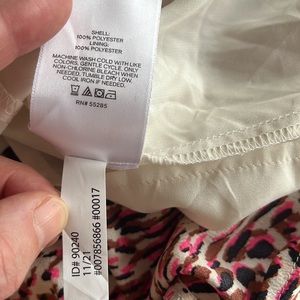 SHELL:
100% POLYESTER
LINING:
100% POLYESTER
MACHINE WASH COLD WITH LIKE
COLORS, GENTLE CYCLE. ONLY
NON-CHLORINE BLEACH WHEN
NEEDED. TUMBLE DRY LOW.
COOL IRON IF NEEDED.
RN# 55285
ID# 90240
11/21
#007856866 #00017